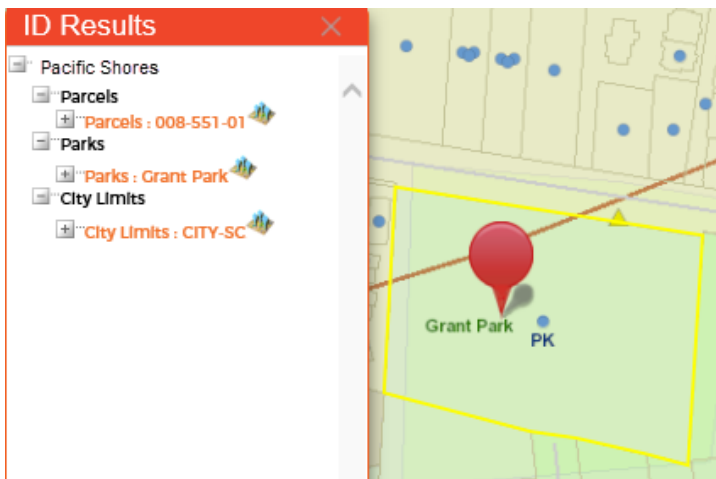 ID Results
Pacific Shores
Parcels
Parcels : 008-551-01
Parks
Parks : Grant Park
City Limits
City Limits : CITY-SC
Grant Park
PK